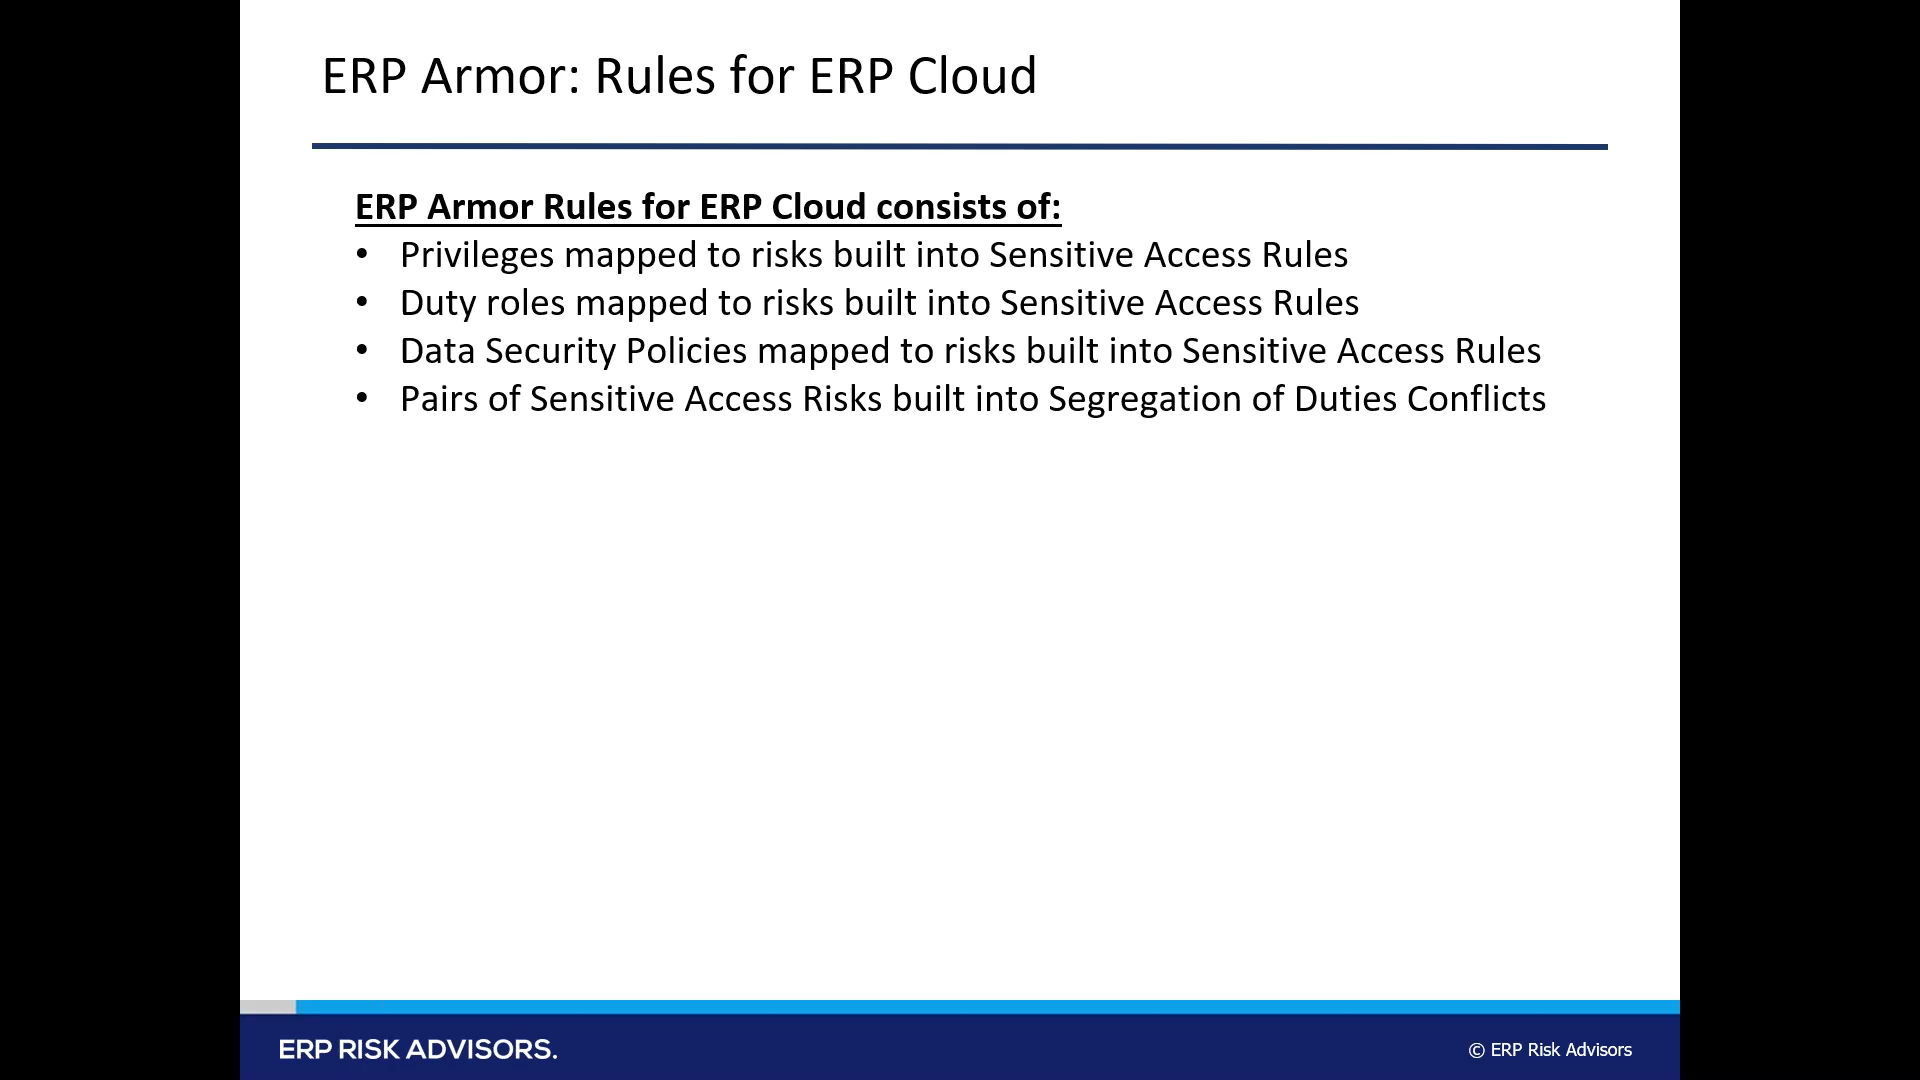 ERP Armor: Rules for ERP Cloud
ERP Armor Rules for ERP Cloud consists of:
• Privileges mapped to risks built into Sensitive Access Rules
• Duty roles mapped to risks built into Sensitive Access Rules
• Data Security Policies mapped to risks built into Sensitive Access Rules
• Pairs of Sensitive Access Risks built into Segregation of Duties Conflicts
ERP RISK ADVISORS.
© ERP Risk Advisors